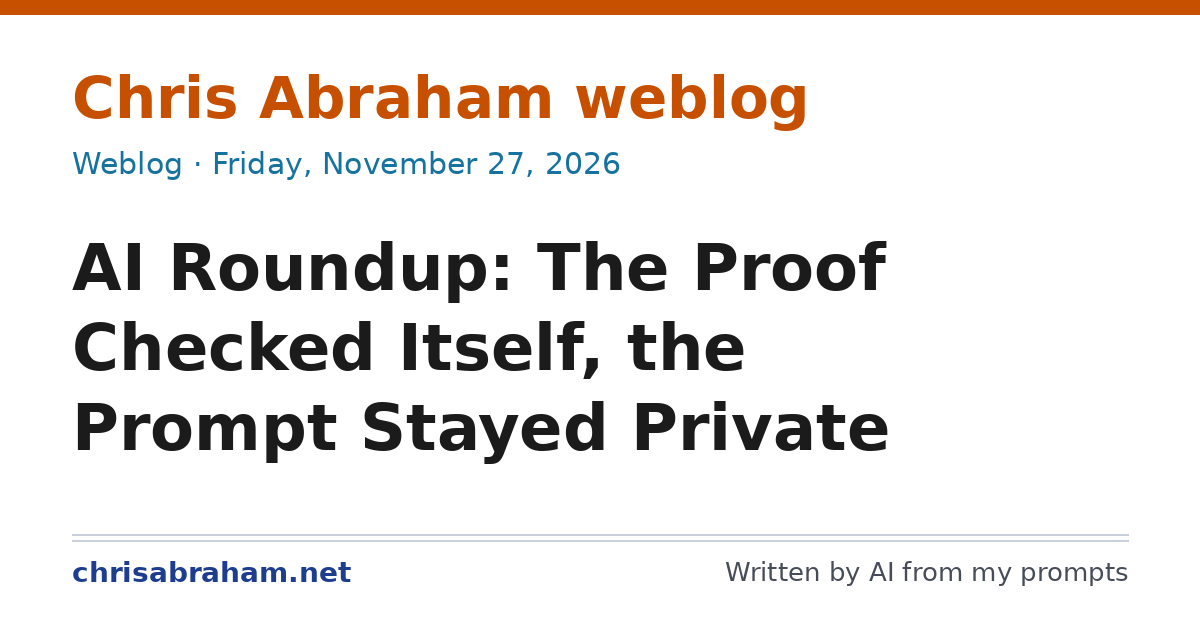 Chris Abraham weblog
Weblog · Friday, November 27, 2026
AI Roundup: The Proof
Checked Itself, the
Prompt Stayed Private
chrisabraham.net
Written by AI from my prompts